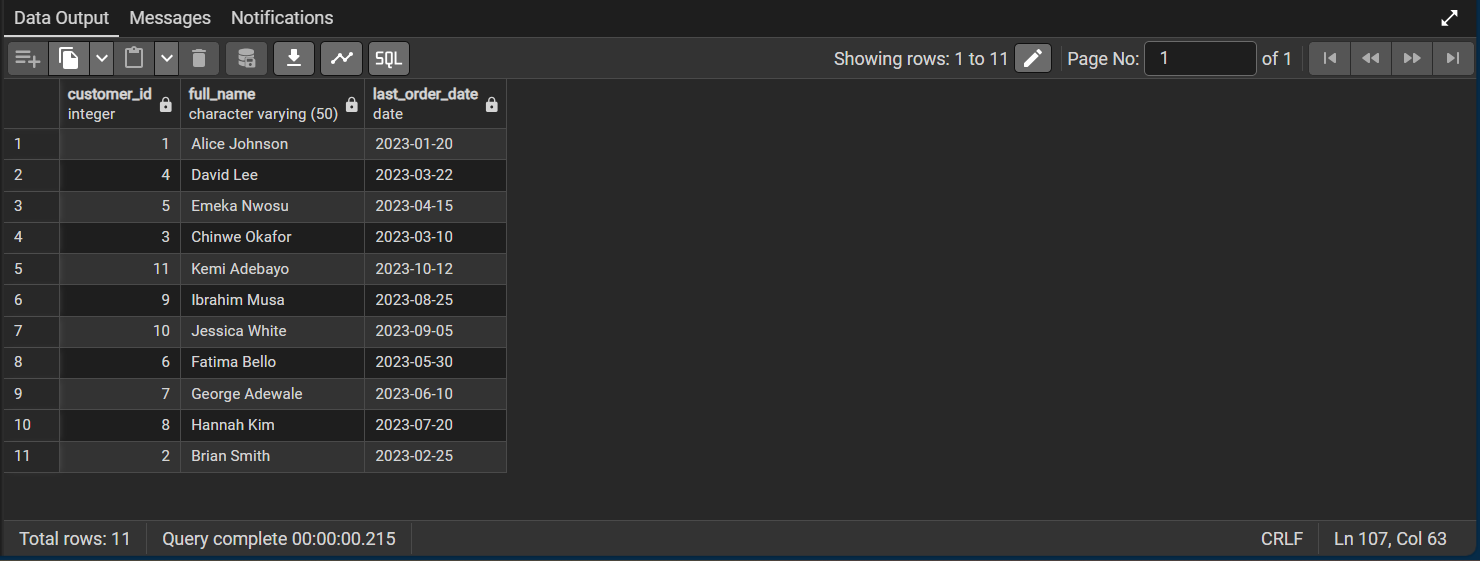 Data Output Messages Notifications
SQL Showing rows: 1 to 11 Page No: 1 of 1
customer_id full_name last_order_date
integer character varying (50) date
1 1 Alice Johnson 2023-01-20
2 4 David Lee 2023-03-22
3 5 Emeka Nwosu 2023-04-15
4 3 Chinwe Okafor 2023-03-10
5 11 Kemi Adebayo 2023-10-12
6 9 Ibrahim Musa 2023-08-25
7 10 Jessica White 2023-09-05
8 6 Fatima Bello 2023-05-30
9 7 George Adewale 2023-06-10
10 8 Hannah Kim 2023-07-20
11 2 Brian Smith 2023-02-25
Total rows: 11 Query complete 00:00:00.215 CRLF Ln 107, Col 63